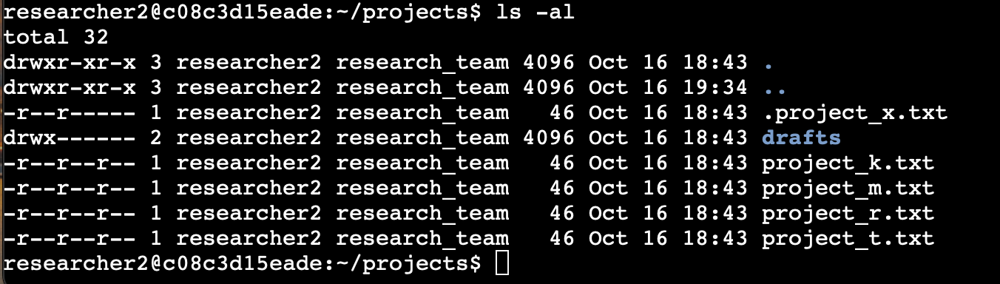 researcher2@c08c3d15eade:~/projects$ ls -al
total 32
drwxr-xr-x 3 researcher2 research_team 4096 Oct 16 18:43 .
drwxr-xr-x 3 researcher2 research_team 4096 Oct 16 19:34 ..
-r--r----- 1 researcher2 research_team   46 Oct 16 18:43 .project_x.txt
drwx------ 2 researcher2 research_team 4096 Oct 16 18:43 drafts
-r--r--r-- 1 researcher2 research_team   46 Oct 16 18:43 project_k.txt
-r--r--r-- 1 researcher2 research_team   46 Oct 16 18:43 project_m.txt
-r--r--r-- 1 researcher2 research_team   46 Oct 16 18:43 project_r.txt
-r--r--r-- 1 researcher2 research_team   46 Oct 16 18:43 project_t.txt
researcher2@c08c3d15eade:~/projects$